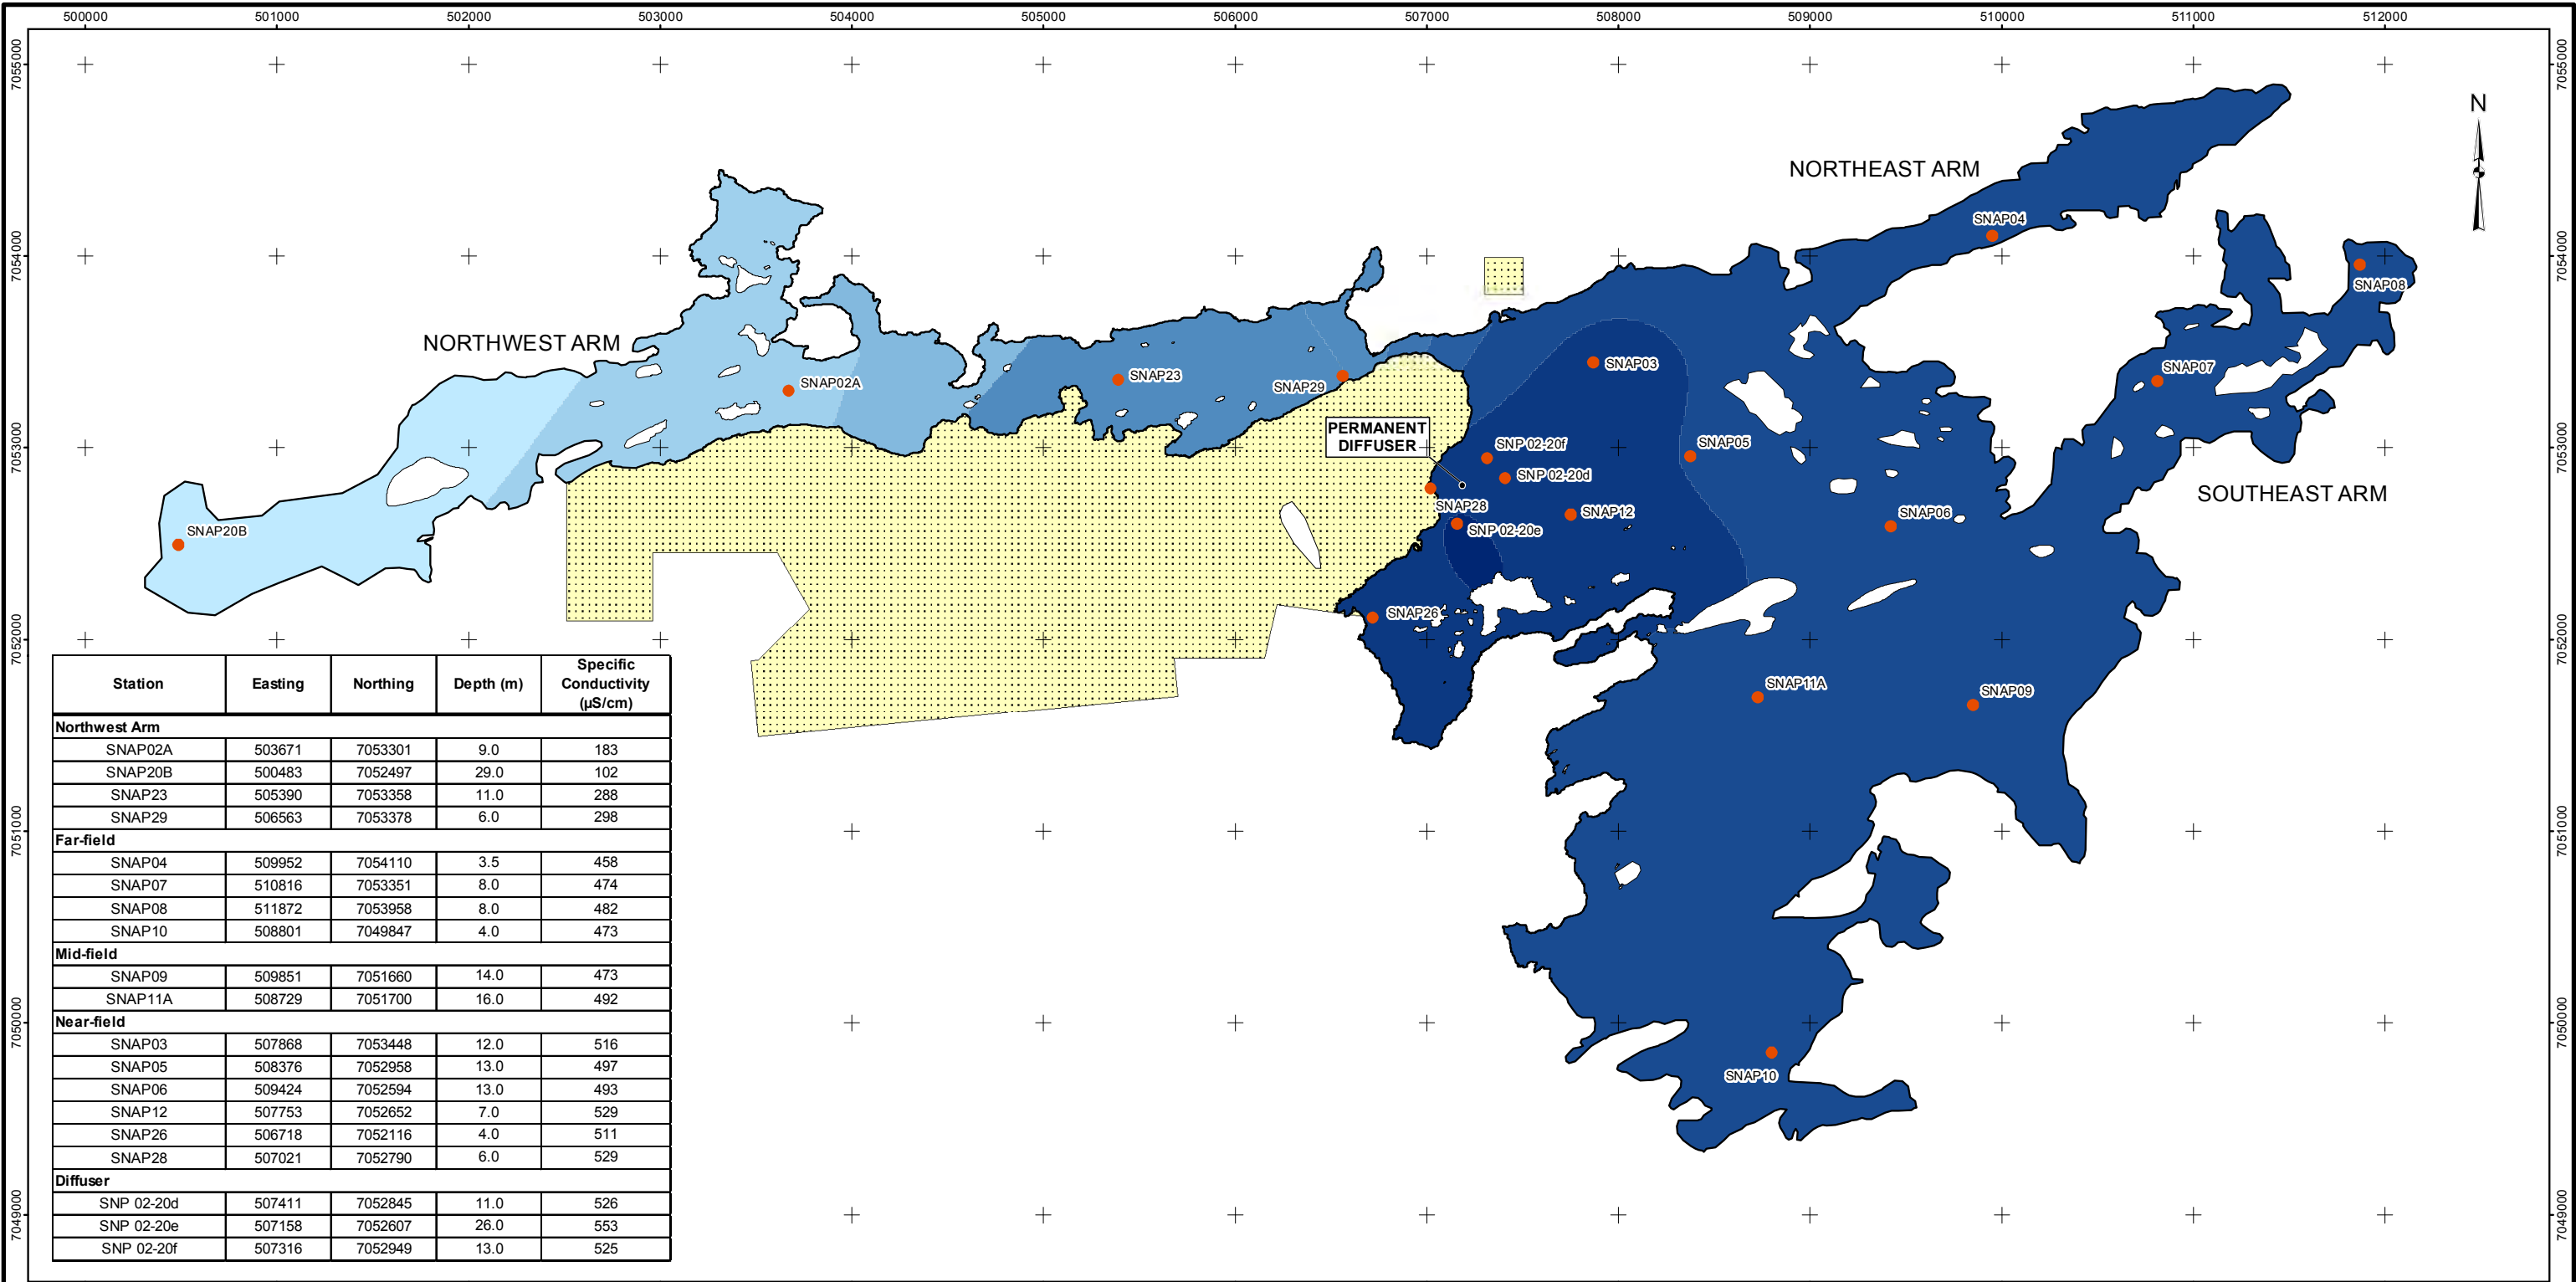 500000 501000 502000 503000 504000 505000 506000 507000 508000 509000 510000 511000 512000
7055000 7055000
N
NORTHEAST ARM
SNAP04
7054000 7054000
SNAP08
NORTHWEST ARM
SNAP03
SNAP07
SNAP02A
SNAP23
SNAP29
PERMANENT
DIFFUSER
SNP 02-20f
SNAP05
7053000 7053000
SNP 02-20d
SOUTHEAST ARM
SNAP28
SNAP12
SNAP06
SNAP20B
SNP 02-20e
SNAP26
7052000 7052000
SNAP11A
SNAP09
7051000 7051000
7050000 7050000
SNAP10
7049000 7049000
Station Easting Northing Depth (m) Specific
Conductivity
(µS/cm)
Northwest Arm
SNAP02A 503671 7053301 9.0 183
SNAP20B 500483 7052497 29.0 102
SNAP23 505390 7053358 11.0 288
SNAP29 506563 7053378 6.0 298
Far-field
SNAP04 509952 7054110 3.5 458
SNAP07 510816 7053351 8.0 474
SNAP08 511872 7053958 8.0 482
SNAP10 508801 7049847 4.0 473
Mid-field
SNAP09 509851 7051660 14.0 473
SNAP11A 508729 7051700 16.0 492
Near-field
SNAP03 507868 7053448 12.0 516
SNAP05 508376 7052958 13.0 497
SNAP06 509424 7052594 13.0 493
SNAP12 507753 7052652 7.0 529
SNAP26 506718 7052116 4.0 511
SNAP28 507021 7052790 6.0 529
Diffuser
SNP 02-20d 507411 7052845 11.0 526
SNP 02-20e 507158 7052607 26.0 553
SNP 02-20f 507316 7052949 13.0 525